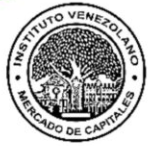 INSTITUTO VENEZOLANO
MERCADO DE CAPITALES